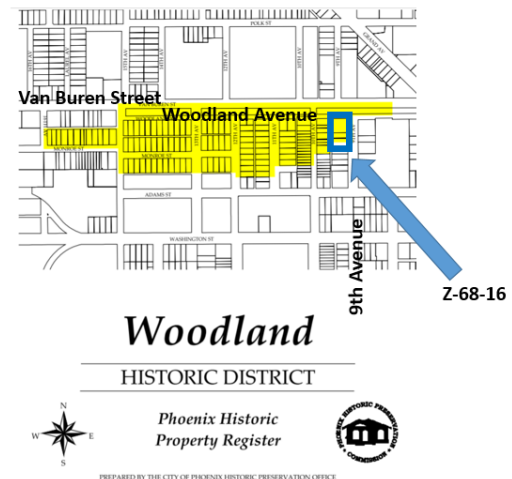 POLK ST
GRAND AV
Van Buren Street
Woodland Avenue
MONROE ST
MONROE ST
ADAMS ST
WASHINGTON ST
9th Avenue
Z-68-16
Woodland
HISTORIC DISTRICT
Phoenix Historic
Property Register
N
W
E
S
PHOENIX HISTORIC PRESERVATION
COMMISSION
PREPARED BY THE CITY OF PHOENIX HISTORIC PRESERVATION OFFICE